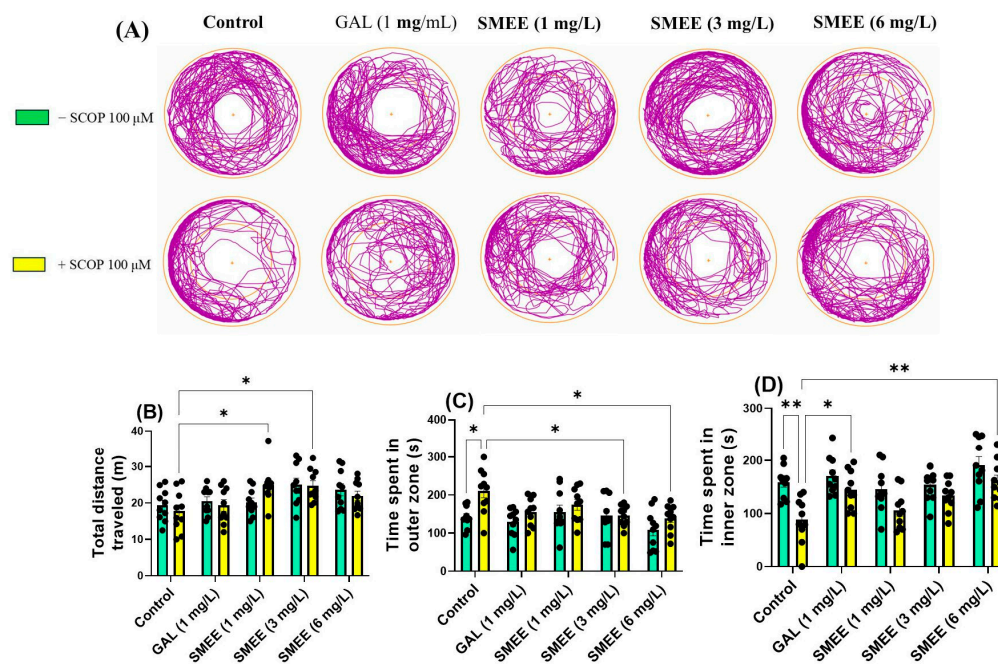 (A)
Control GAL (1 mg/mL) SMEE (1 mg/L) SMEE (3 mg/L) SMEE (6 mg/L)
– SCOP 100 µM
+ SCOP 100 µM
(B)
Total distance
traveled (m)
40
30
20
10
0
*
*
Control
GAL (1 mg/L)
SMEE (1 mg/L)
SMEE (3 mg/L)
SMEE (6 mg/L)
(C)
Time spent in
outer zone (s)
400
300
200
100
0
*
*
*
Control
GAL (1 mg/L)
SMEE (1 mg/L)
SMEE (3 mg/L)
SMEE (6 mg/L)
(D)
Time spent in
inner zone (s)
300
200
100
0
**
*
**
Control
GAL (1 mg/L)
SMEE (1 mg/L)
SMEE (3 mg/L)
SMEE (6 mg/L)